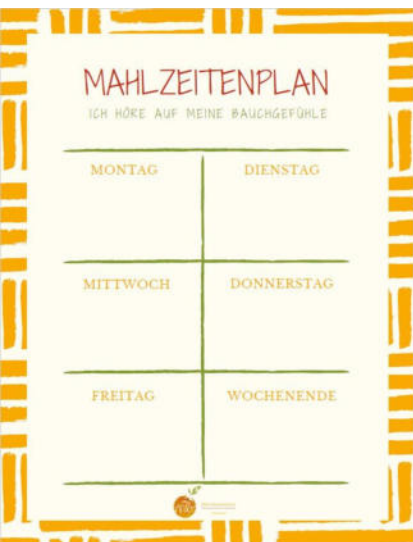 MAHLZEITENPLAN
ICH HÖRE AUF MEINE BAUCHGEFÜHLE
MONTAG DIENSTAG
MITTWOCH DONNERSTAG
FREITAG WOCHENENDE